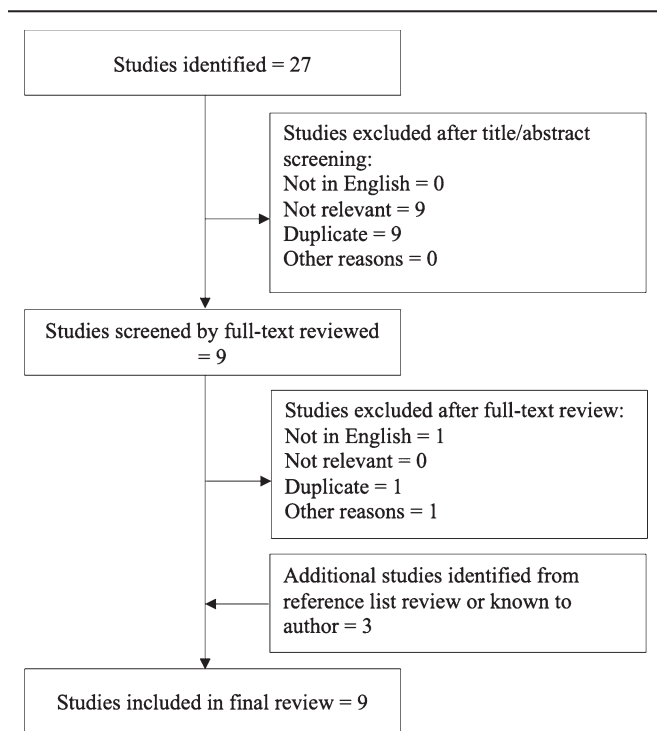 Studies identified = 27
Studies excluded after title/abstract
screening:
Not in English = 0
Not relevant = 9
Duplicate = 9
Other reasons = 0
Studies screened by full-text reviewed
= 9
Studies excluded after full-text review:
Not in English = 1
Not relevant = 0
Duplicate = 1
Other reasons = 1
Additional studies identified from
reference list review or known to
author = 3
Studies included in final review = 9